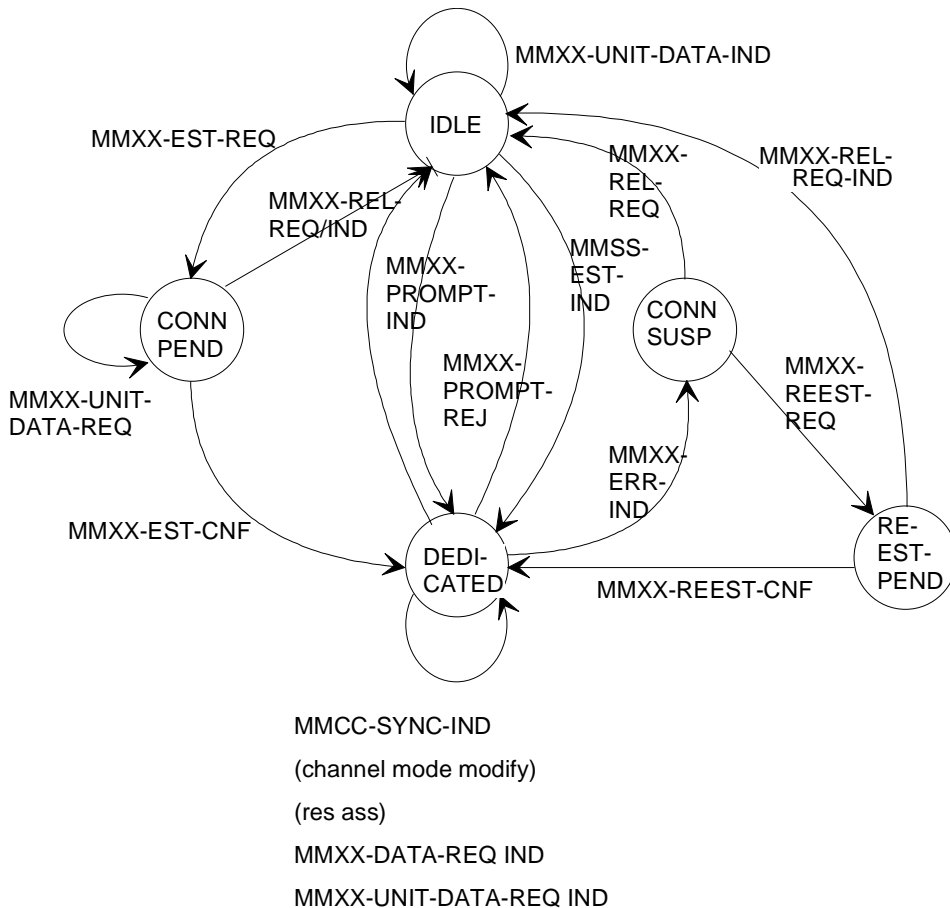 MMXX-UNIT-DATA-IND
IDLE
MMXX-EST-REQ
MMXX-
REL-
REQ
MMXX-REL-
REQ-IND
MMXX-REL-
REQ/IND
MMXX-
PROMPT-
IND
MMSS-
EST-
IND
CONN
PEND
CONN
SUSP
MMXX-
PROMPT-
REJ
MMXX-
REEST-
REQ
MMXX-UNIT-
DATA-REQ
MMXX-
ERR-
IND
MMXX-EST-CNF
DEDI-
CATED
RE-
EST-
PEND
MMXX-REEST-CNF
MMCC-SYNC-IND
(channel mode modify)
(res ass)
MMXX-DATA-REQ IND
MMXX-UNIT-DATA-REQ IND